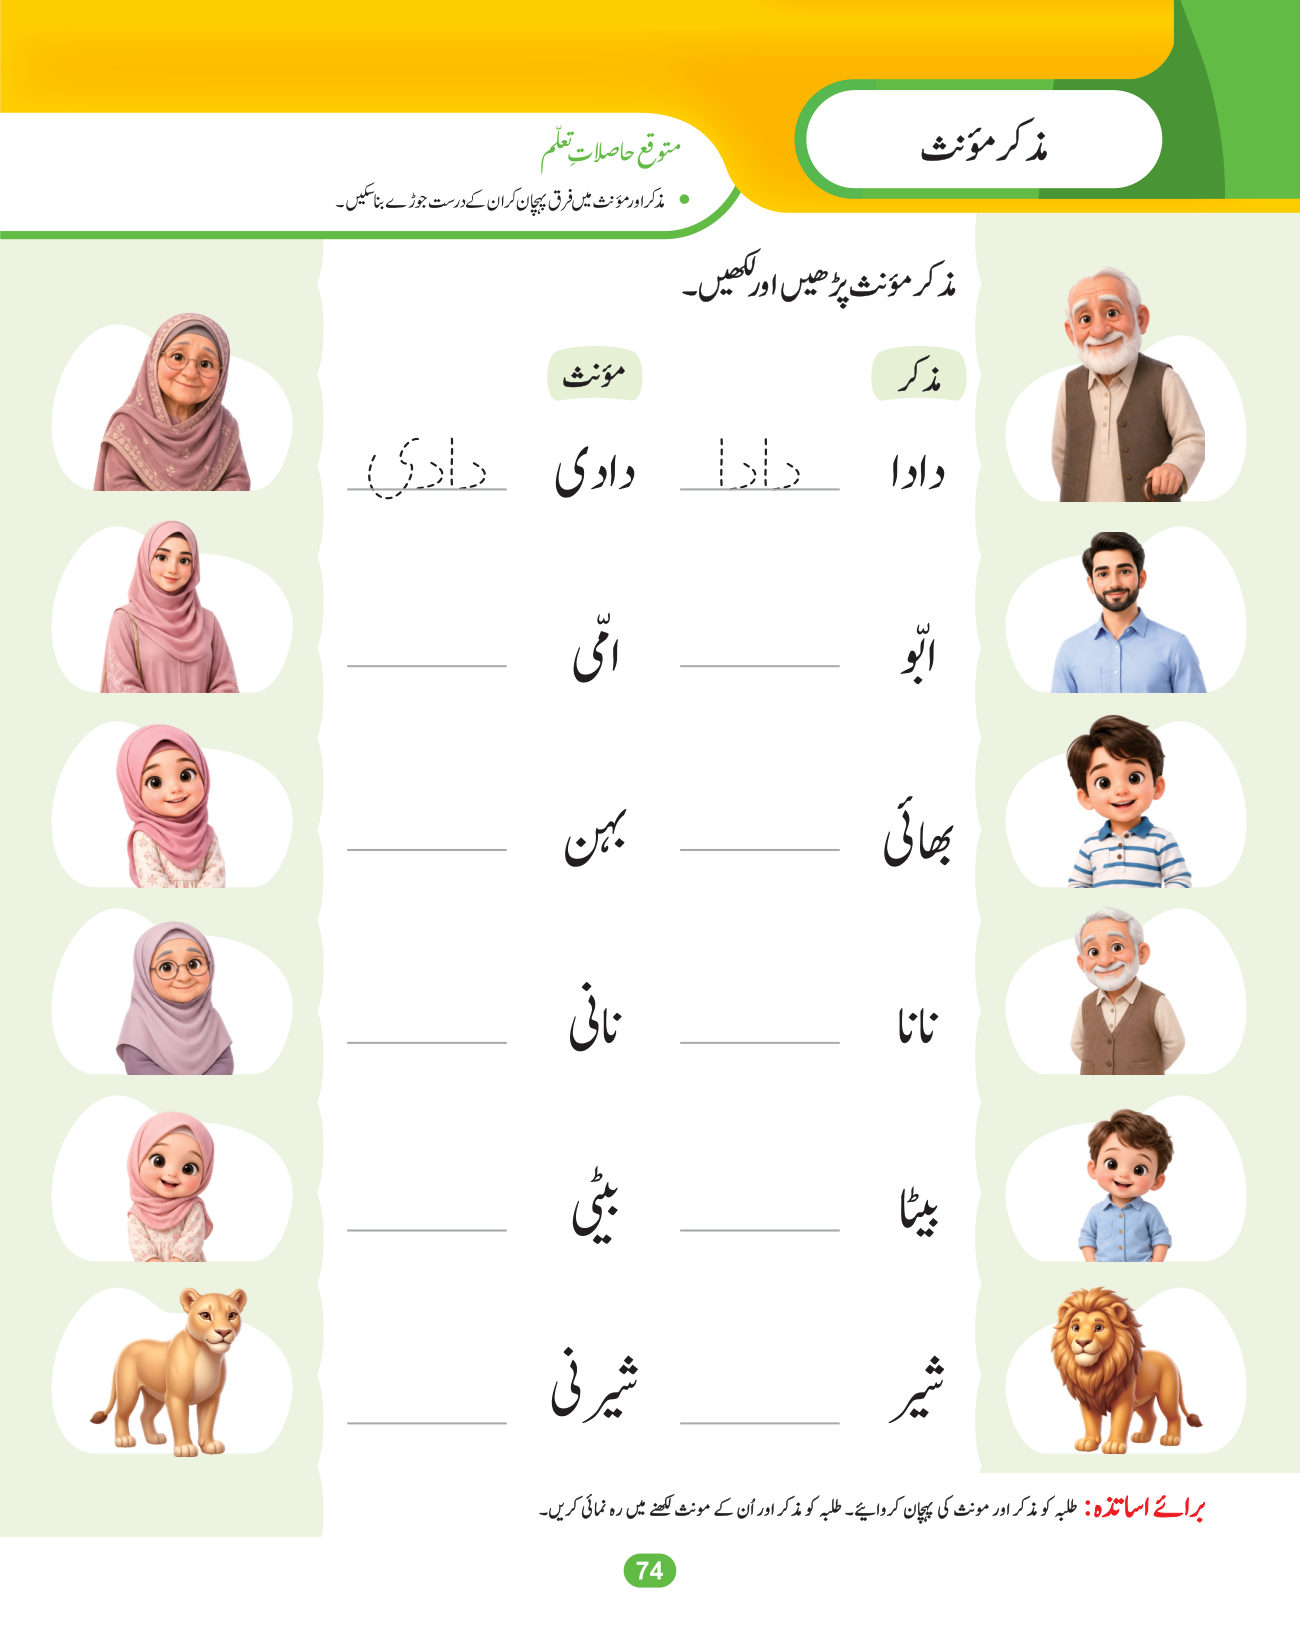 مذکر مؤنث
متوقع حاصلاتِ تعلّم
• مذکر اور مؤنث میں فرق پہچان کر ان کے درست جوڑے بنا سکیں۔
مذکر مؤنث پڑھیں اور لکھیں۔
مذکر مؤنث
دادا دادا دادی دادی
ابّو امّی
بھائی بہن
نانا نانی
بیٹا بیٹی
شیر شیرنی
برائے اساتذہ: طلبہ کو مذکر اور مونث کی پہچان کروائیے۔ طلبہ کو مذکر اور اُن کے مونث لکھنے میں رہ نمائی کریں۔
74